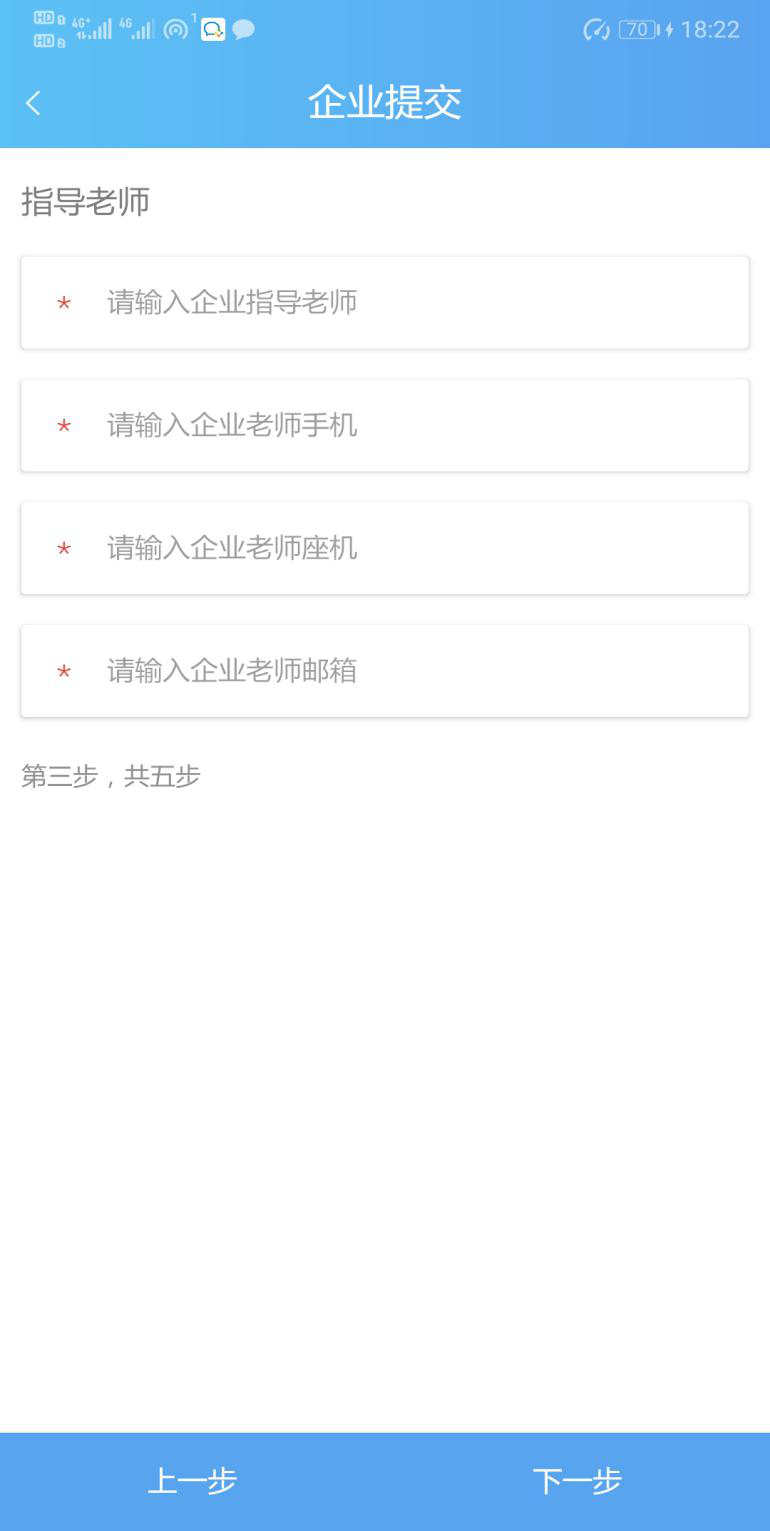 HD 1 4G+ 4G 1 70 18:22
HD 2
企业提交
指导老师
* 请输入企业指导老师
* 请输入企业老师手机
* 请输入企业老师座机
* 请输入企业老师邮箱
第三步，共五步
上一步 下一步